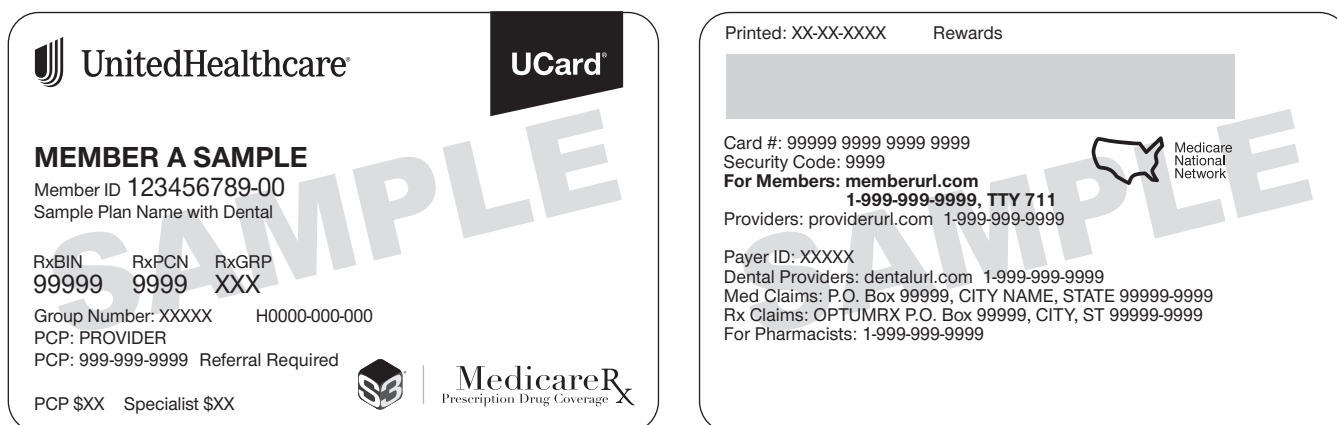 UnitedHealthcare®
UCard®
MEMBER A SAMPLE
Member ID 123456789-00
Sample Plan Name with Dental
RxBIN RxPCN RxGRP
99999 9999 XXX
Group Number: XXXXX H0000-000-000
PCP: PROVIDER
PCP: 999-999-9999 Referral Required
PCP $XX Specialist $XX
S3
MedicareRx
Prescription Drug Coverage
SAMPLE
Printed: XX-XX-XXXX Rewards
Card #: 99999 9999 9999 9999
Security Code: 9999
For Members: memberurl.com
1-999-999-9999, TTY 711
Providers: providerurl.com 1-999-999-9999
Medicare
National
Network
Payer ID: XXXXX
Dental Providers: dentalurl.com 1-999-999-9999
Med Claims: P.O. Box 99999, CITY NAME, STATE 99999-9999
Rx Claims: OPTUMRX P.O. Box 99999, CITY, ST 99999-9999
For Pharmacists: 1-999-999-9999
SAMPLE